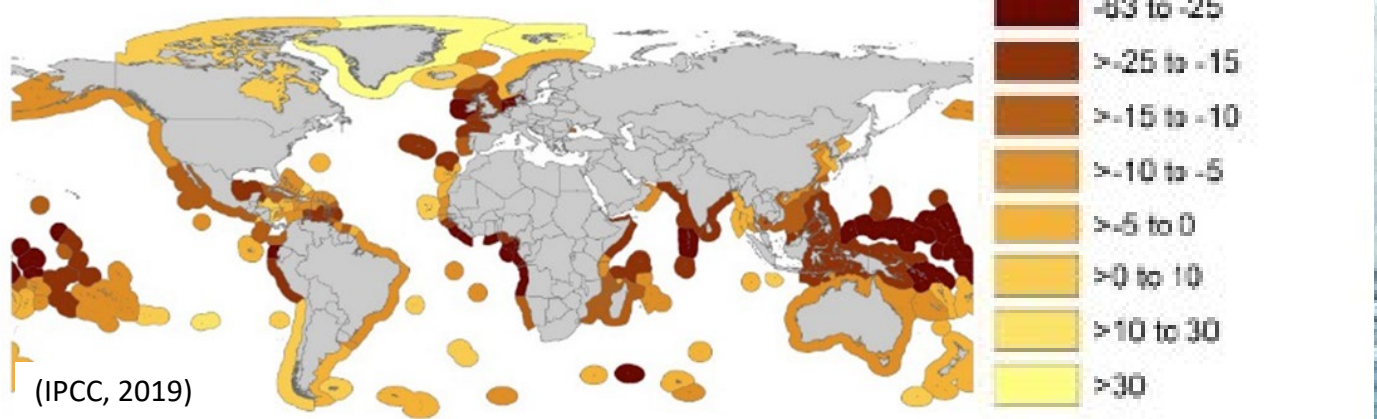 -63 to -25
>-25 to -15
>-15 to -10
>-10 to -5
>-5 to 0
>0 to 10
>10 to 30
>30
(IPCC, 2019)